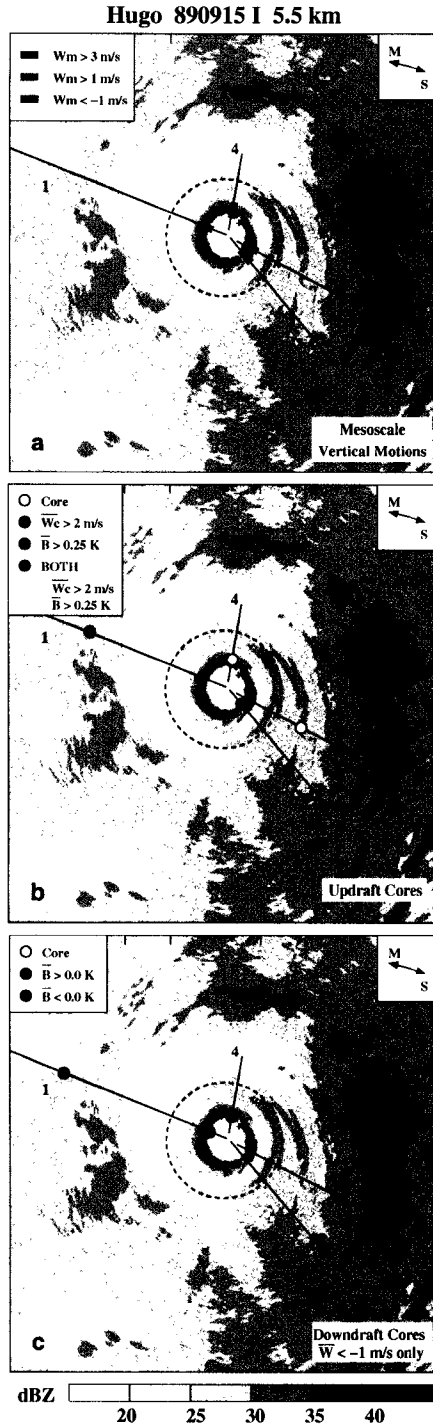 Hugo 890915 I 5.5 km
Wm > 3 m/s
Wm > 1 m/s
Wm < -1 m/s
M
S
4
1
a
Mesoscale
Vertical Motions
Core
Wc > 2 m/s
B > 0.25 K
BOTH
Wc > 2 m/s
B > 0.25 K
M
S
4
1
b
Updraft Cores
Core
B > 0.0 K
B < 0.0 K
M
S
4
1
c
Downdraft Cores
W < -1 m/s only
dBZ
20 25 30 35 40